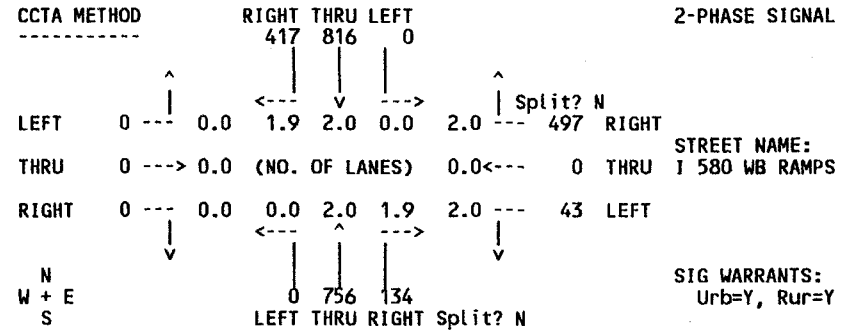 CCTA METHOD RIGHT THRU LEFT 2-PHASE SIGNAL
----------- 417 816 0
^ ^
<--- v ---> Split? N
LEFT 0 --- 0.0 1.9 2.0 0.0 2.0 --- 497 RIGHT
STREET NAME:
THRU 0 ---> 0.0 (NO. OF LANES) 0.0<--- 0 THRU I 580 WB RAMPS
RIGHT 0 --- 0.0 0.0 2.0 1.9 2.0 --- 43 LEFT
<--- ^ --->
v v
N SIG WARRANTS:
W + E 0 756 134 Urb=Y, Rur=Y
S LEFT THRU RIGHT Split? N